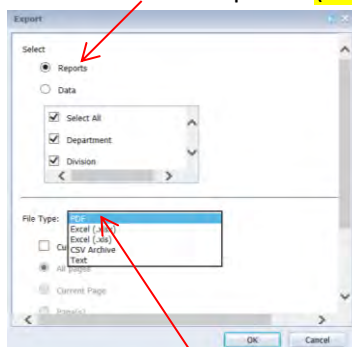 Export
Select
Reports
Data
Select All
Department
Division
File Type:
PDF
Excel (.xlsx)
Excel (.xls)
CSV Archive
Text
All pages
Current Page
OK Cancel